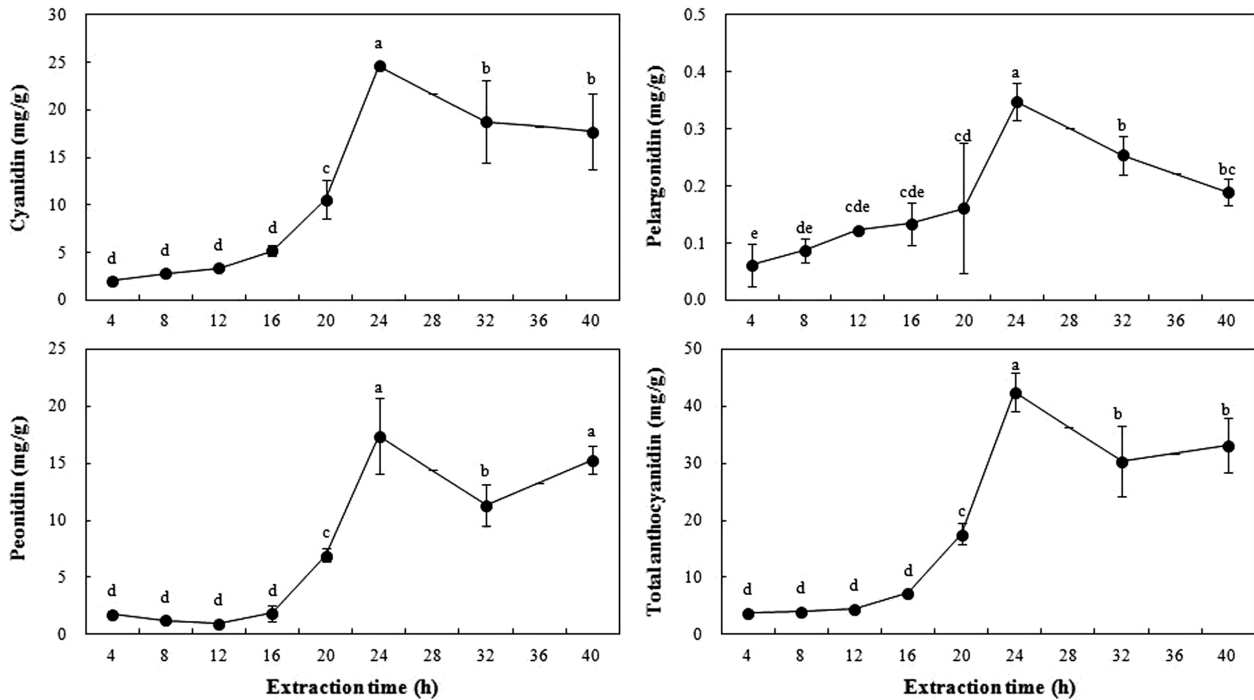 Cyanidin (mg/g)
30
25
20
15
10
5
0
d
d
d
d
c
a
b
b
4 8 12 16 20 24 28 32 36 40
Pelargonidin (mg/g)
0.5
0.4
0.3
0.2
0.1
0.0
e
de
cde
cde
cd
a
b
bc
4 8 12 16 20 24 28 32 36 40
Peonidin (mg/g)
25
20
15
10
5
0
d
d
d
d
c
a
b
a
4 8 12 16 20 24 28 32 36 40
Extraction time (h)
Total anthocyanidin (mg/g)
50
40
30
20
10
0
d
d
d
d
c
a
b
b
4 8 12 16 20 24 28 32 36 40
Extraction time (h)